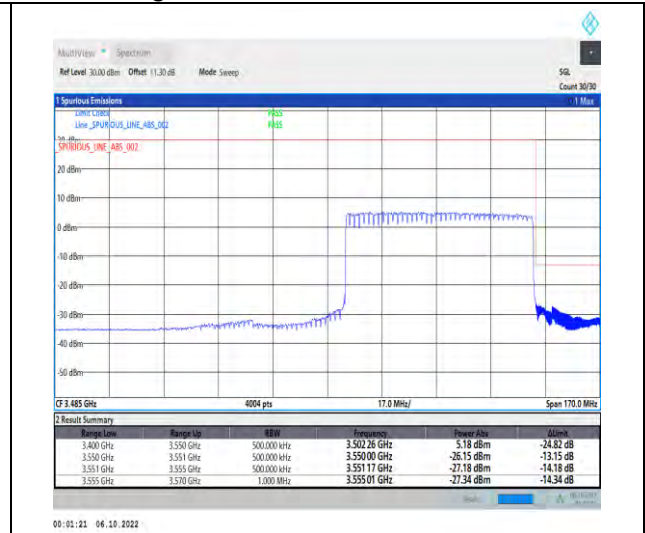 MultiView Spectrum
Ref Level 30.00 dBm Offset 11.30 dB Mode Sweep SGL
Count 30/30
1 Spurious Emissions 1 Max
Limit Check PASS
Line _SPURIOUS_LINE_ABS_002 PASS
30 dBm
_SPURIOUS_LINE_ABS_002
20 dBm
10 dBm
0 dBm
-10 dBm
-20 dBm
-30 dBm
-40 dBm
-50 dBm
CF 3.485 GHz 4004 pts 17.0 MHz/ Span 170.0 MHz
2 Result Summary
Range Low Range Up RBW Frequency Power Abs ΔLimit
3.400 GHz 3.550 GHz 500.000 kHz 3.502 26 GHz 5.18 dBm -24.82 dB
3.550 GHz 3.551 GHz 500.000 kHz 3.550 00 GHz -26.15 dBm -13.15 dB
3.551 GHz 3.555 GHz 500.000 kHz 3.551 17 GHz -27.18 dBm -14.18 dB
3.555 GHz 3.570 GHz 1.000 MHz 3.555 01 GHz -27.34 dBm -14.34 dB
00:01:21 06.10.2022